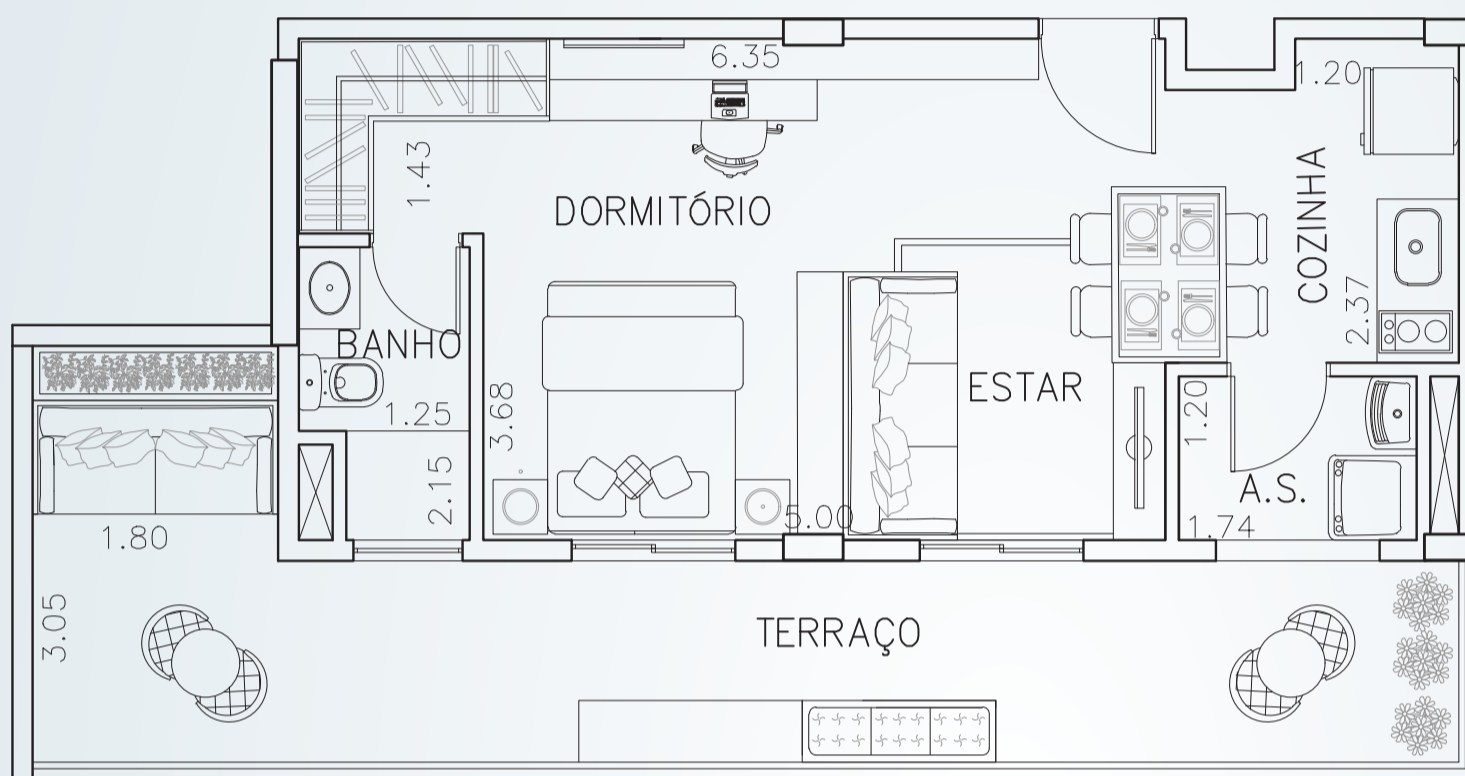 6.35
1.20
1.43
DORMITÓRIO
COZINHA
2.37
BANHO
1.25
3.68
ESTAR
1.20
2.15
A.S.
5.00
1.74
1.80
3.05
TERRAÇO